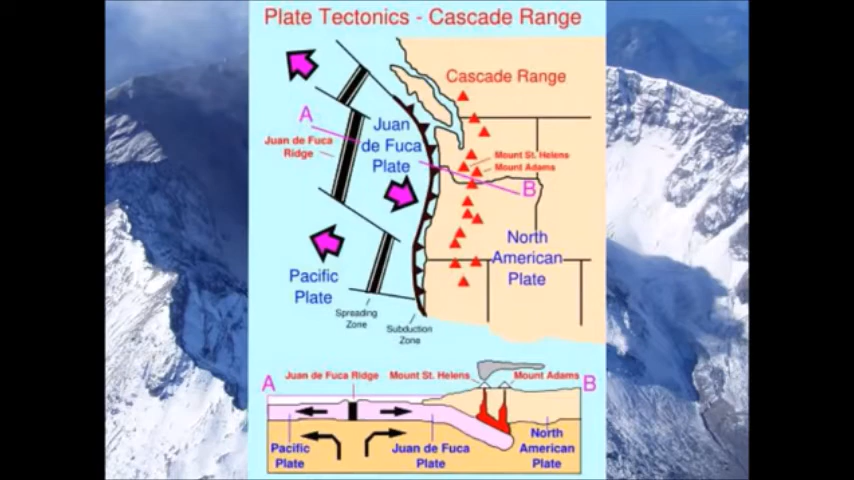 Plate Tectonics - Cascade Range
Cascade Range
A
Juan
de Fuca
Plate
Juan de Fuca
Ridge
Mount St. Helens
Mount Adams
B
North
American
Plate
Pacific
Plate
Spreading
Zone
Subduction
Zone
A
Juan de Fuca Ridge
Mount St. Helens
Mount Adams
B
Pacific
Plate
Juan de Fuca
Plate
North
American
Plate